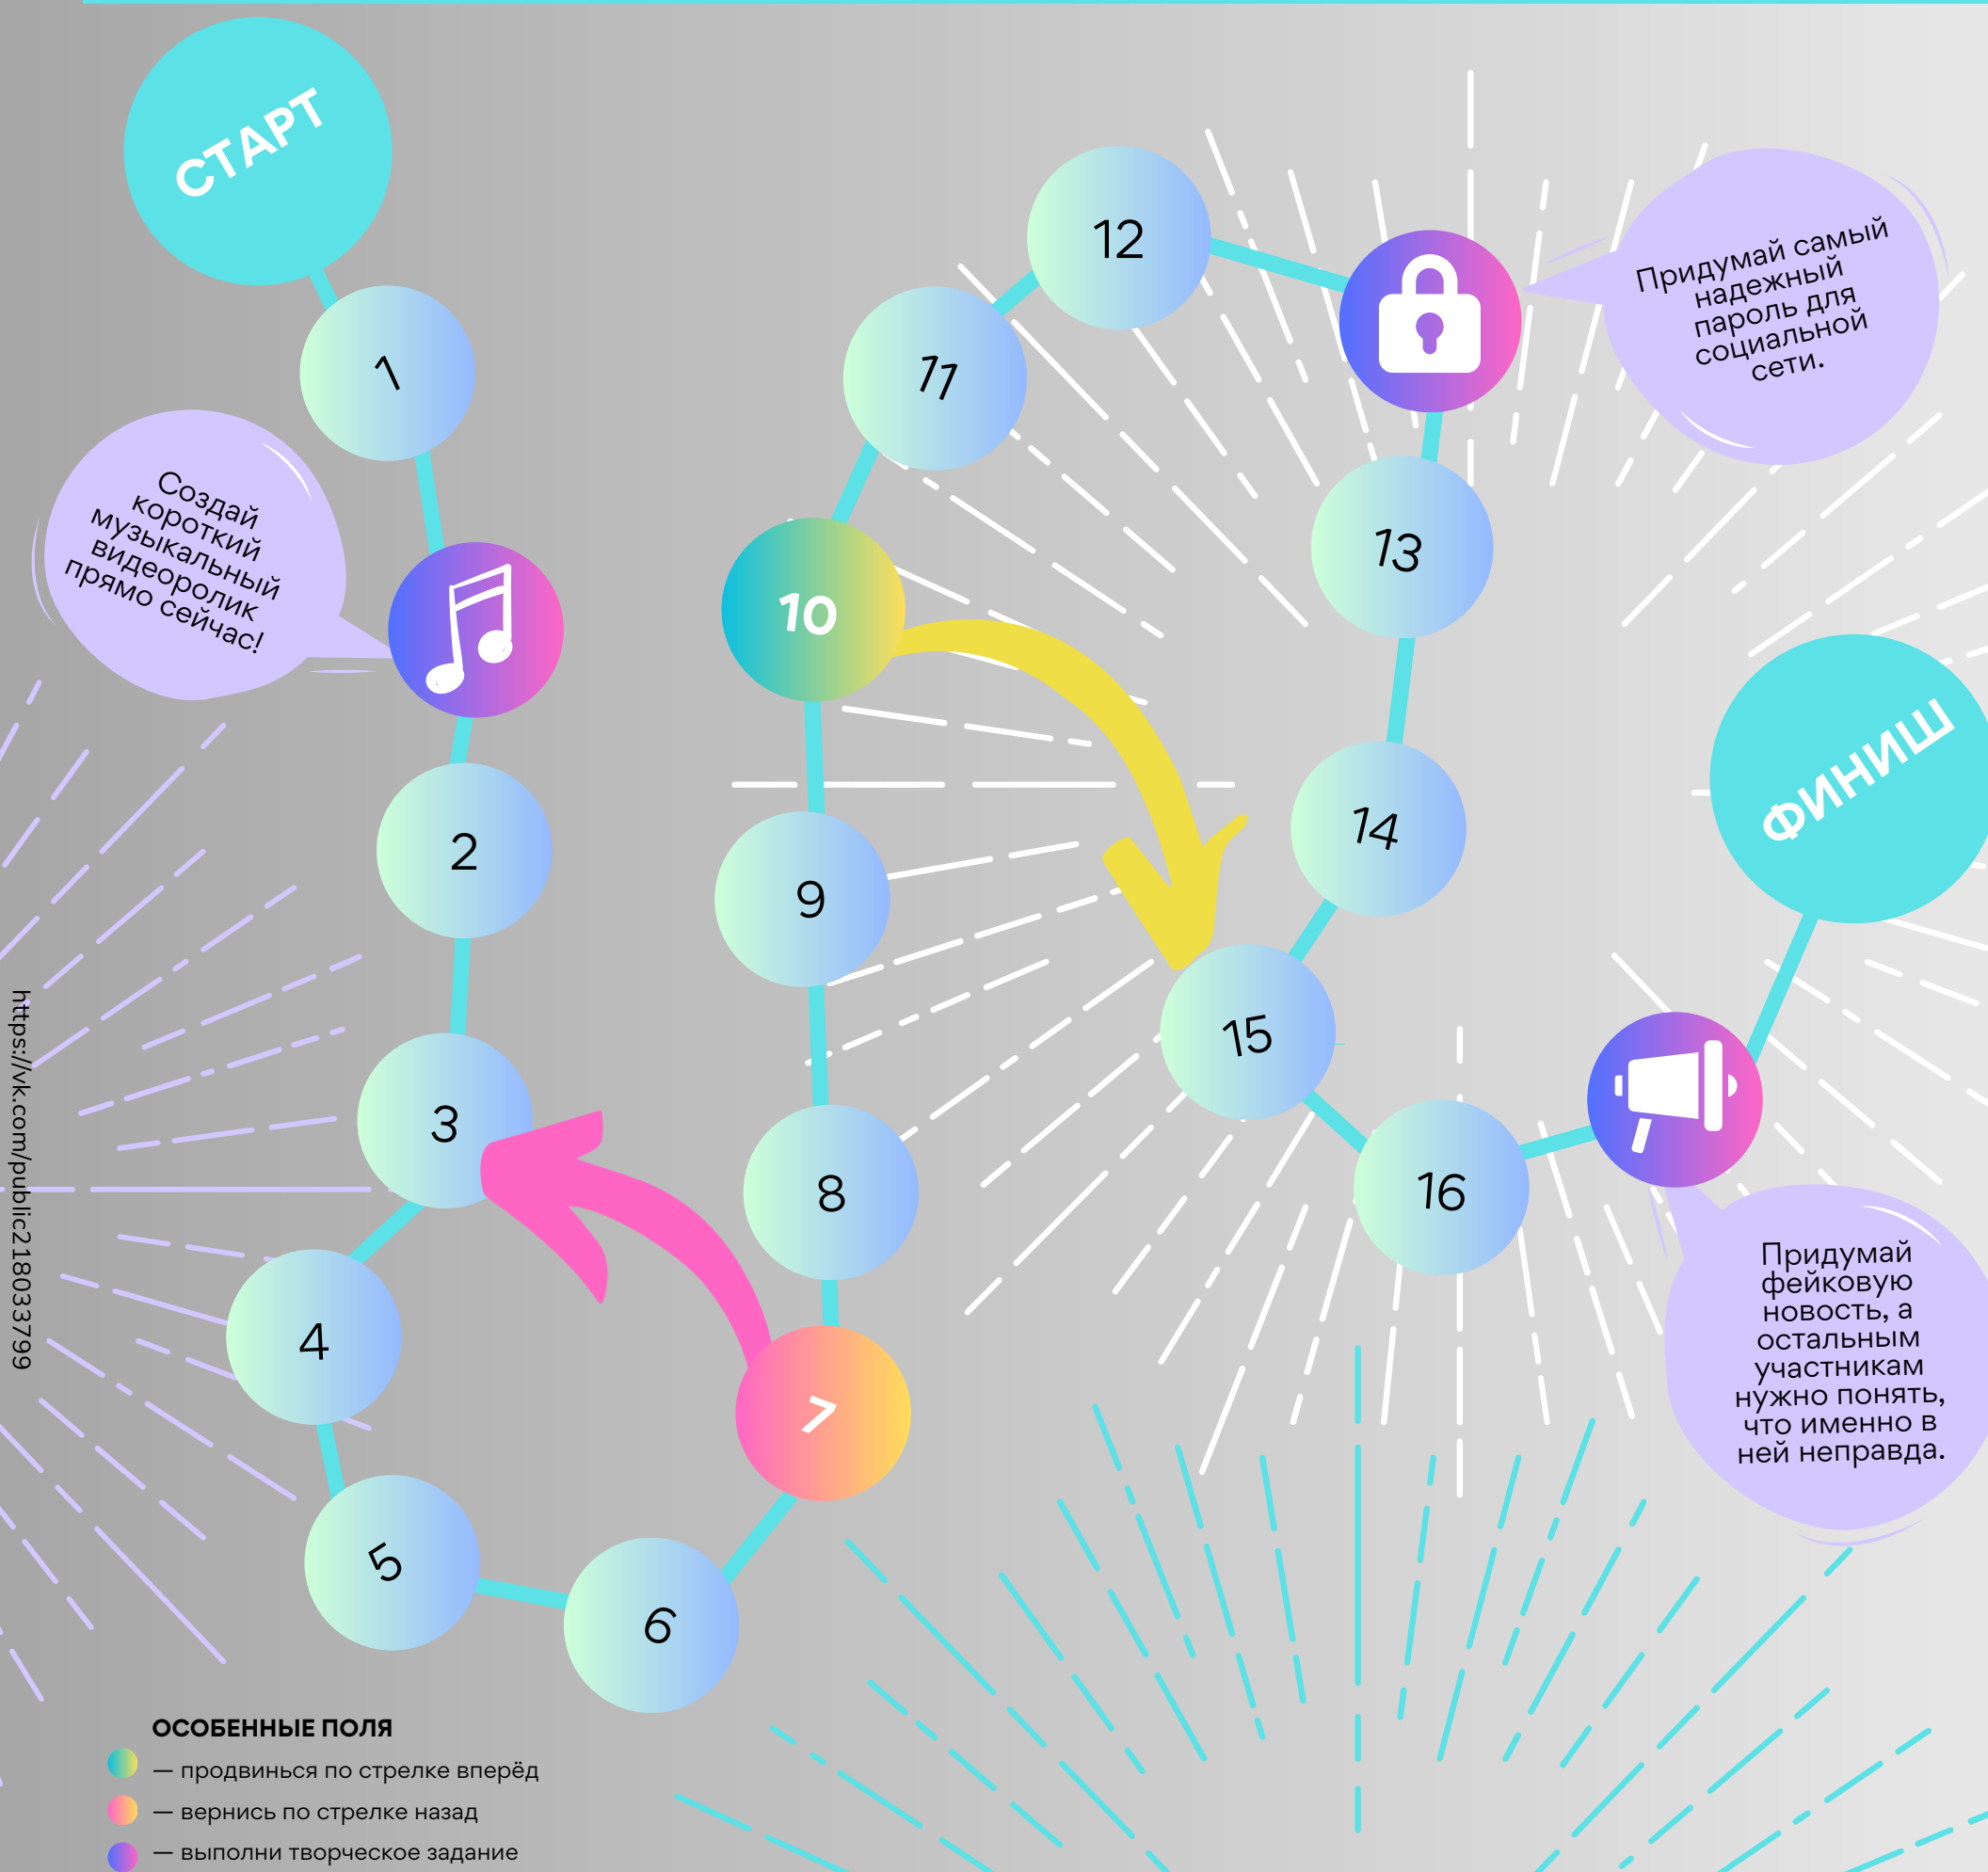 СТАРТ
1
Создай
короткий
музыкальный
видеоролик
прямо сейчас!
2
3
4
5
6
7
8
9
10
11
12
Придумай самый
надежный
пароль для
социальной
сети.
13
14
15
16
Придумай
фейковую
новость, а
остальным
участникам
нужно понять,
что именно в
ней неправда.
ФИНИШ
https://vk.com/public218033799
ОСОБЕННЫЕ ПОЛЯ
— продвинься по стрелке вперёд
— вернись по стрелке назад
— выполни творческое задание